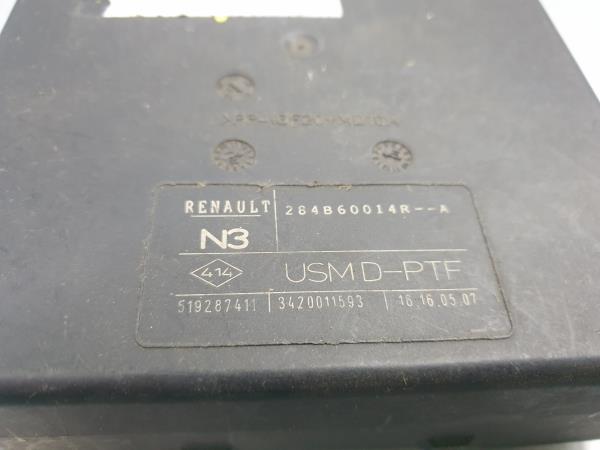 RENAULT 284B60014R--A
N3
414 USM D-PTF
519287411 3420011593 16.16.05.07